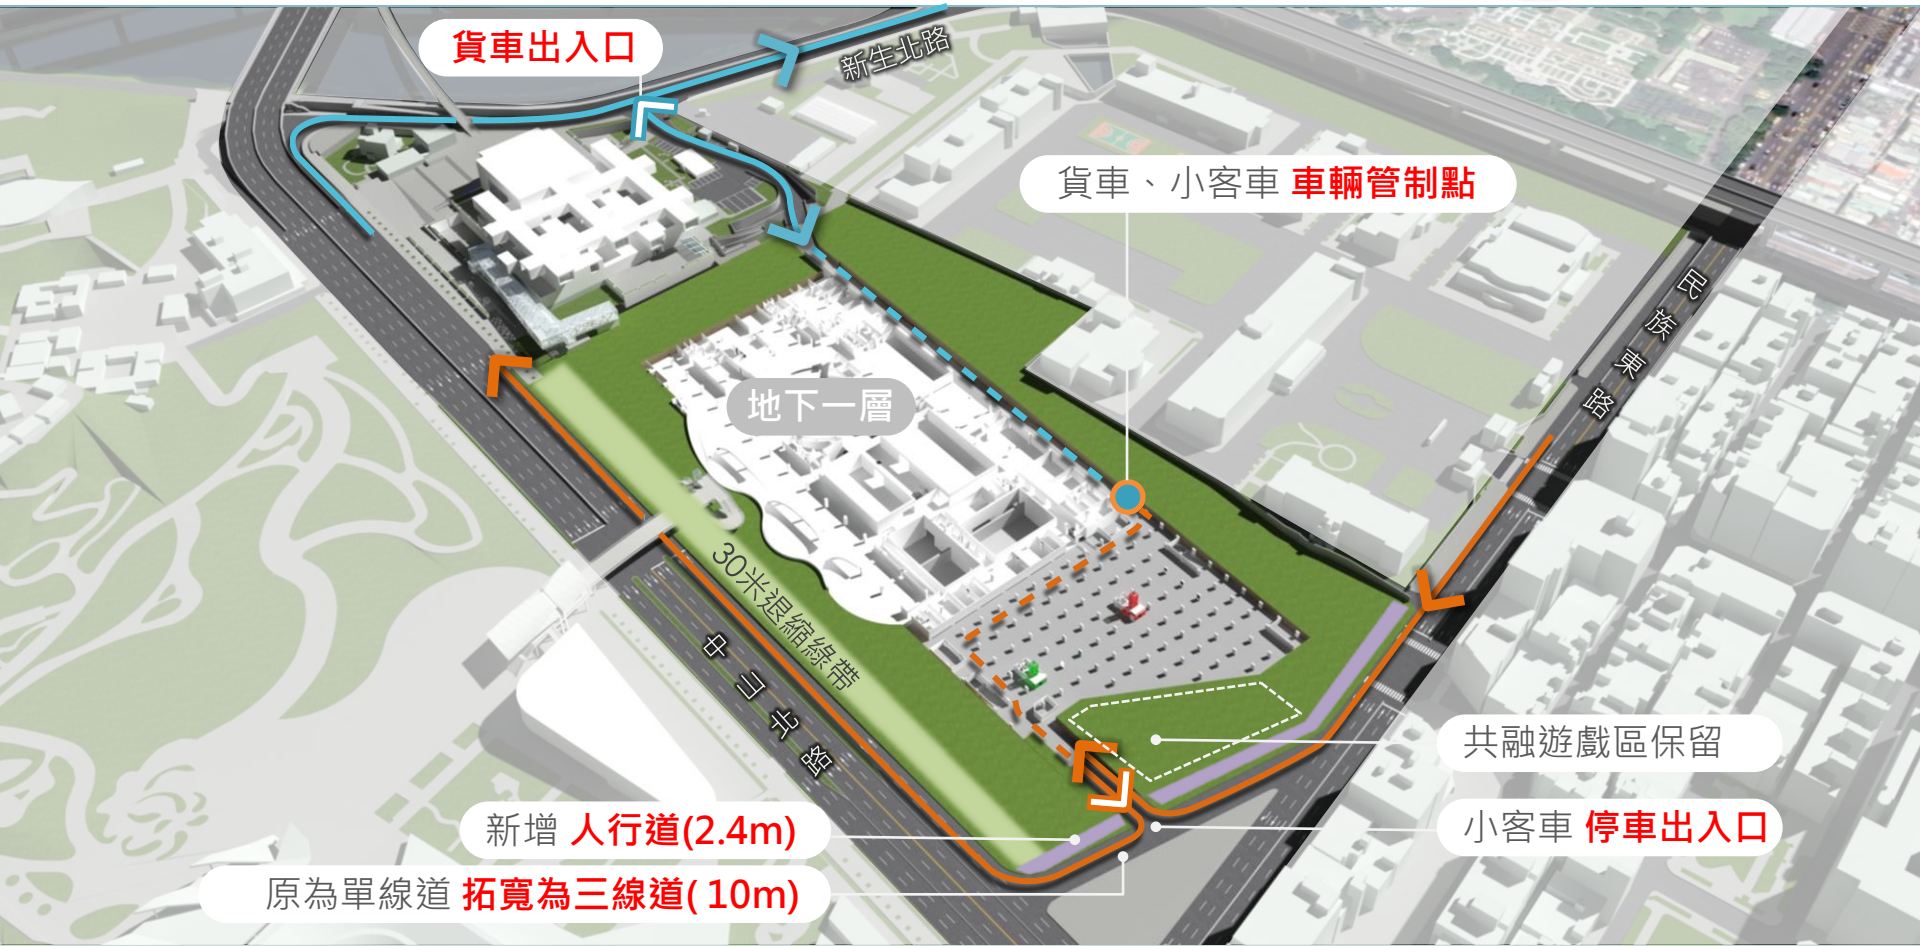 貨車出入口
新生北路
貨車、小客車 車輛管制點
民族東路
地下一層
30米退縮綠帶
中山北路
共融遊戲區保留
新增 人行道(2.4m)
小客車 停車出入口
原為單線道 拓寬為三線道( 10m)